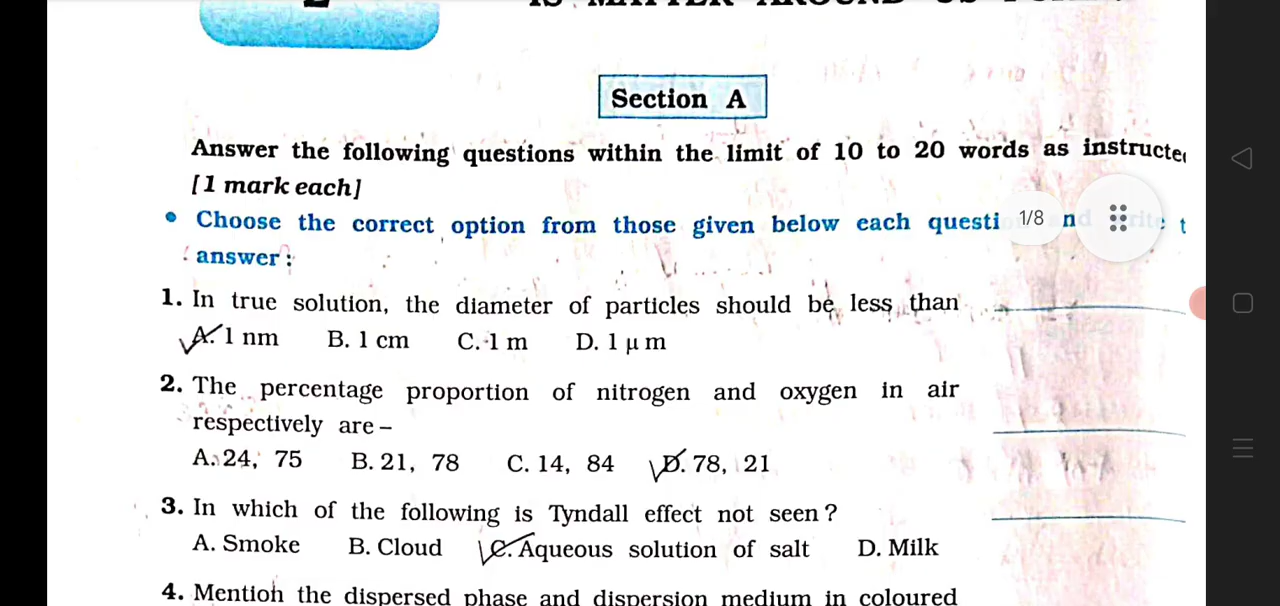 IS MATTER AROUND US
Section A
Answer the following questions within the limit of 10 to 20 words as
[1 mark each]
• Choose the correct option from those given below each 1/8
answer :
1. In true solution, the diameter of particles should be less than
A. 1 nm B. 1 cm C. 1 m D. 1 μ m
2. The percentage proportion of nitrogen and oxygen in air
respectively are –
A. 24, 75 B. 21, 78 C. 14, 84 D. 78, 21
3. In which of the following is Tyndall effect not seen ?
A. Smoke B. Cloud C. Aqueous solution of salt D. Milk
4. Mention the dispersed phase and dispersion medium in coloured